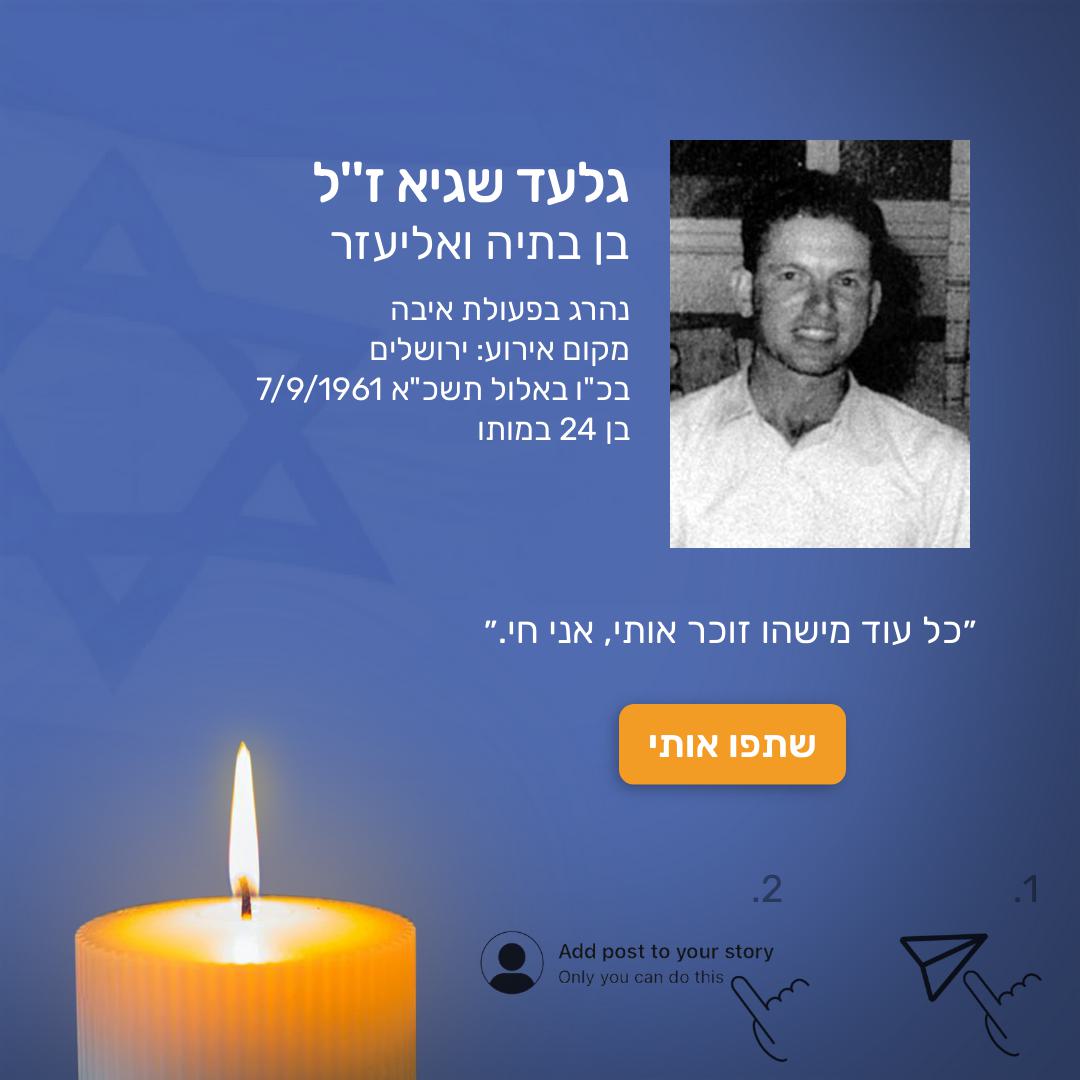 גלעד שגיא ז"ל
בן בתיה ואליעזר
נהרג בפעולת איבה
מקום אירוע: ירושלים
בכ"ו באלול תשכ"א 7/9/1961
בן 24 במותו
״כל עוד מישהו זוכר אותי, אני חי.״
שתפו אותי
.1
.2
Add post to your story
Only you can do this